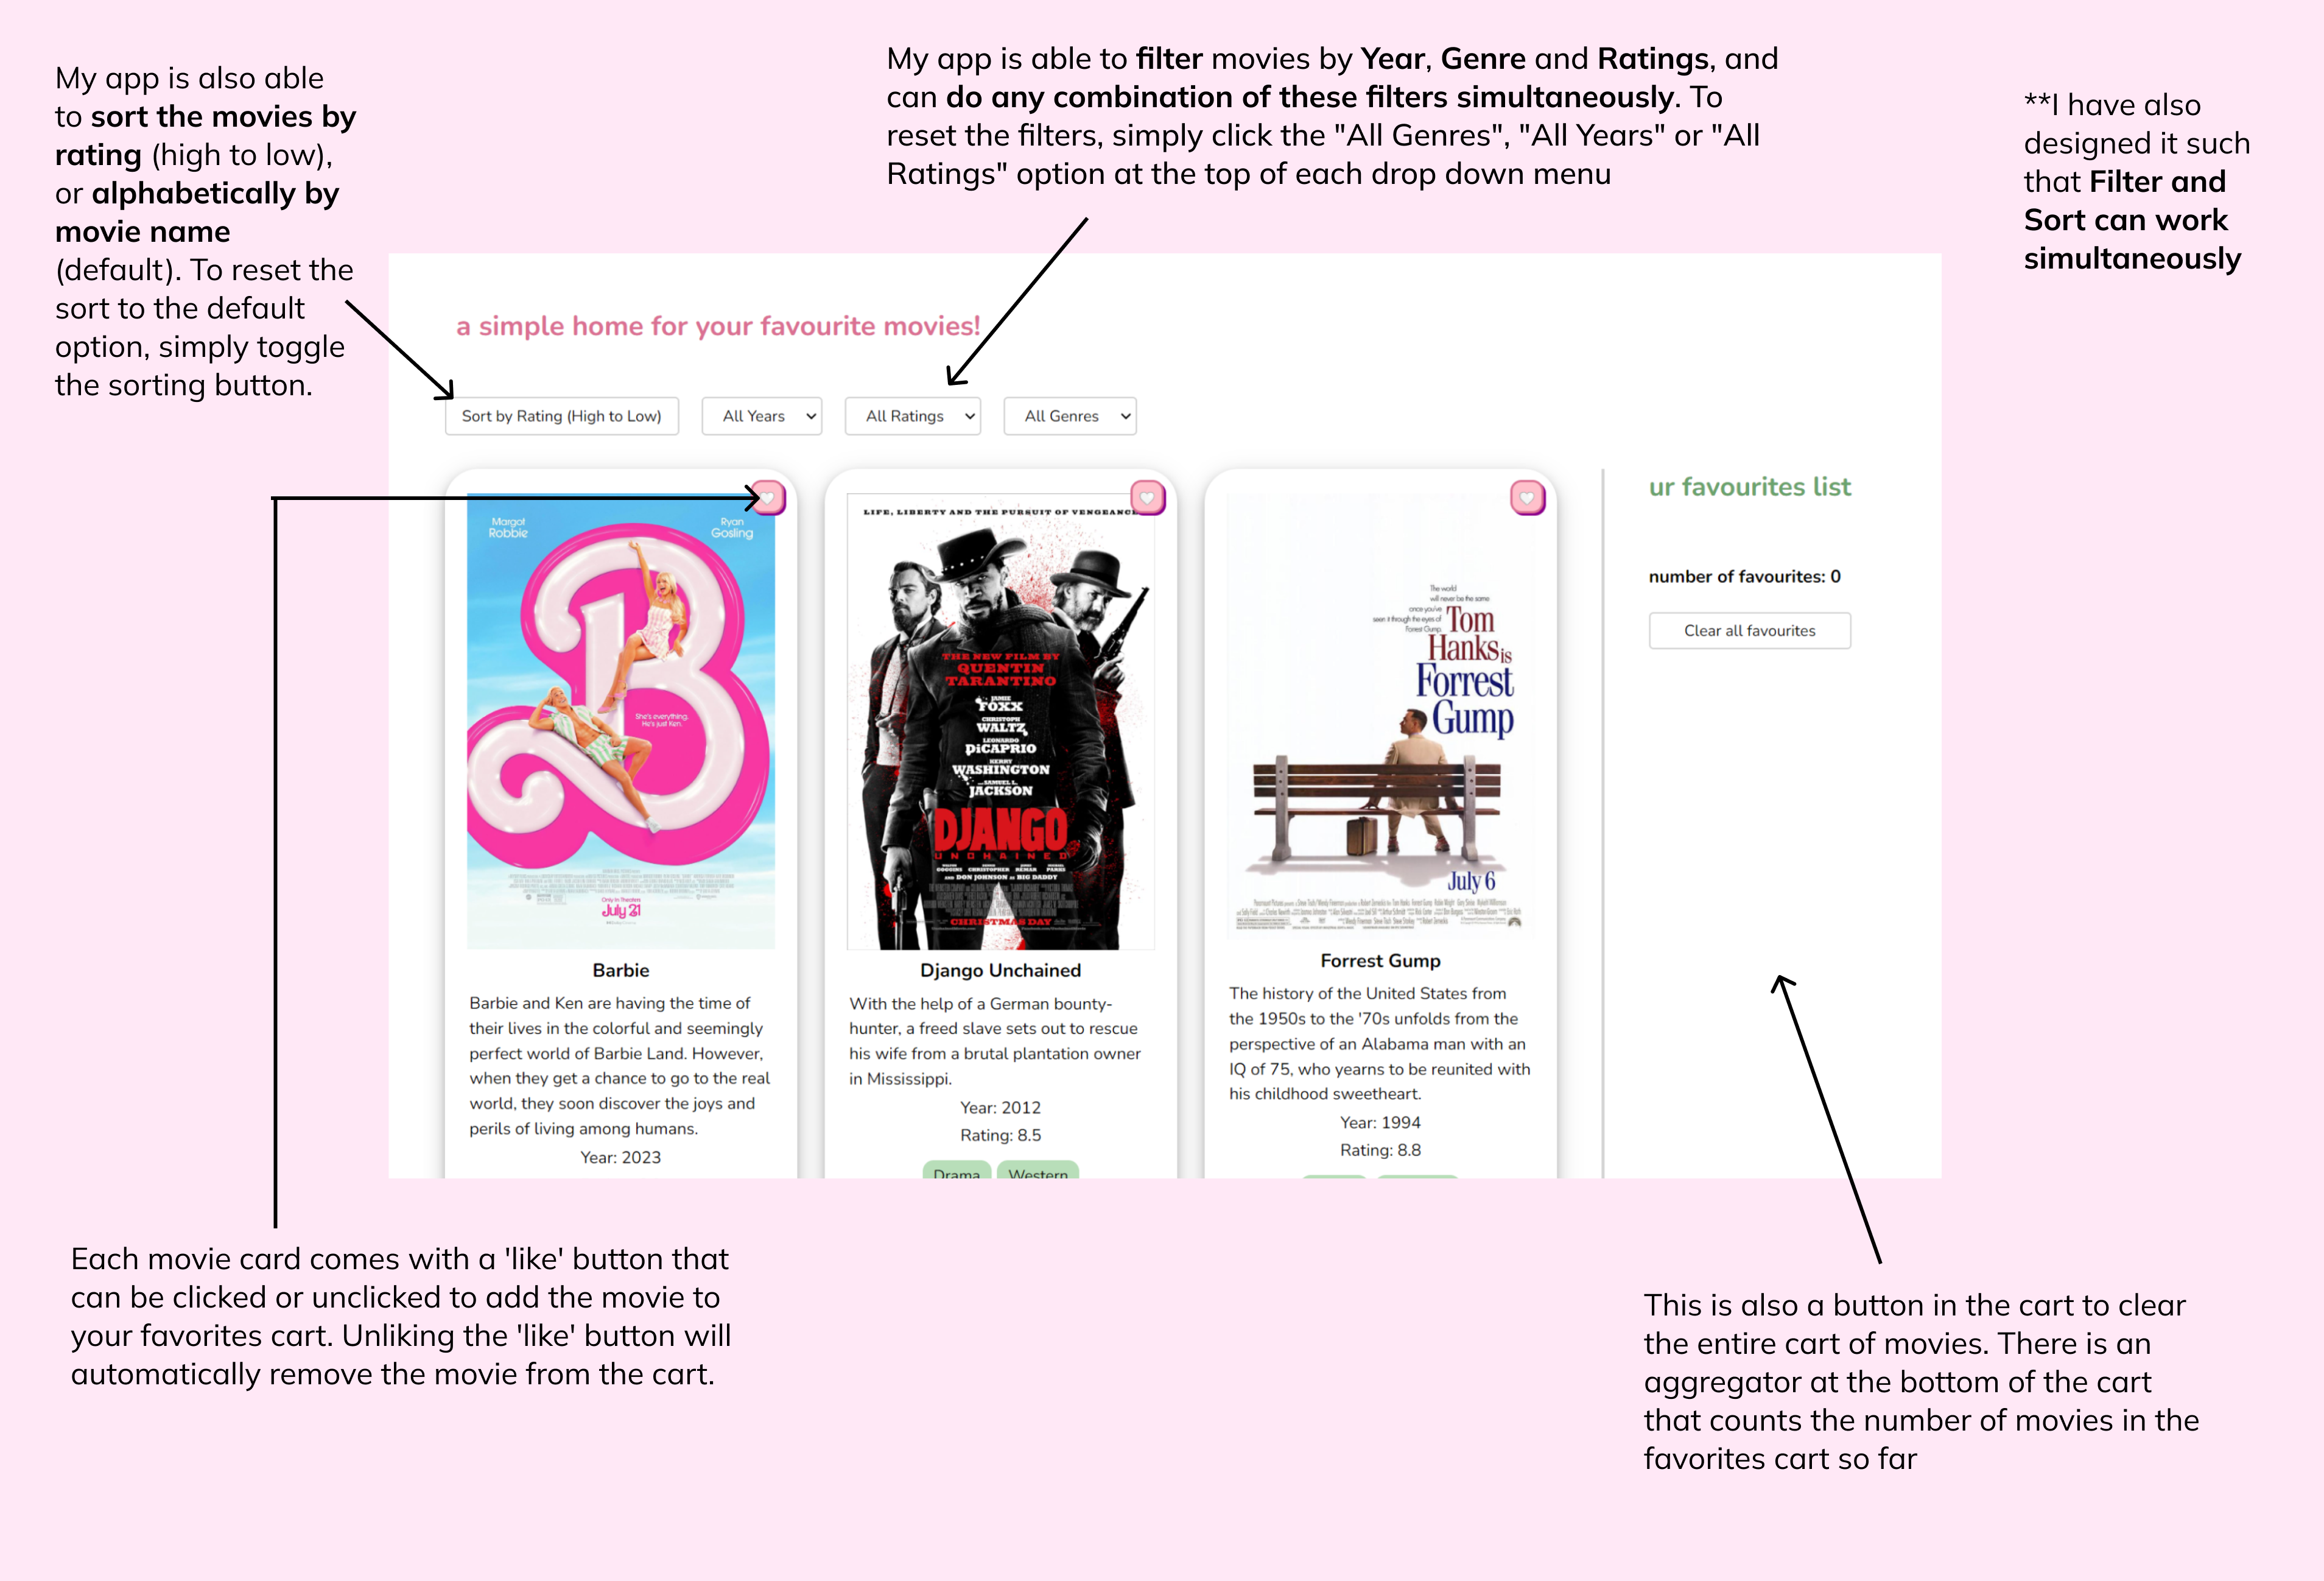 My app is also able
to sort the movies by
rating (high to low),
or alphabetically by
movie name
(default). To reset the
sort to the default
option, simply toggle
the sorting button.
My app is able to filter movies by Year, Genre and Ratings, and
can do any combination of these filters simultaneously. To
reset the filters, simply click the "All Genres", "All Years" or "All
Ratings" option at the top of each drop down menu
**I have also
designed it such
that Filter and
Sort can work
simultaneously
a simple home for your favourite movies!
Sort by Rating (High to Low)
All Years
All Ratings
All Genres
Margot
Robbie
Ryan
Gosling
She's everything.
He's just Ken.
Only in Theaters
July 21
Barbie
Barbie and Ken are having the time of
their lives in the colorful and seemingly
perfect world of Barbie Land. However,
when they get a chance to go to the real
world, they soon discover the joys and
perils of living among humans.
Year: 2023
LIFE, LIBERTY AND THE PURSUIT OF VENGEANCE
THE NEW FILM BY
QUENTIN
TARANTINO
JAMIE
FOXX
CHRISTOPH
WALTZ
LEONARDO
DiCAPRIO
KERRY
WASHINGTON
SAMUEL L.
JACKSON
DJANGO
UNCHAINED
WALTON GOGGINS DENNIS CHRISTOPHER JAMES REMAR MICHAEL PARKS
AND DON JOHNSON AS BIG DADDY
CHRISTMAS DAY
Django Unchained
With the help of a German bounty-
hunter, a freed slave sets out to rescue
his wife from a brutal plantation owner
in Mississippi.
Year: 2012
Rating: 8.5
Drama
Western
The world
will never be the same
once you've
seen it through the eyes of
Forrest Gump.
Tom
Hanks is
Forrest
Gump
July 6
Forrest Gump
The history of the United States from
the 1950s to the '70s unfolds from the
perspective of an Alabama man with an
IQ of 75, who yearns to be reunited with
his childhood sweetheart.
Year: 1994
Rating: 8.8
ur favourites list
number of favourites: 0
Clear all favourites
Each movie card comes with a 'like' button that
can be clicked or unclicked to add the movie to
your favorites cart. Unliking the 'like' button will
automatically remove the movie from the cart.
This is also a button in the cart to clear
the entire cart of movies. There is an
aggregator at the bottom of the cart
that counts the number of movies in the
favorites cart so far